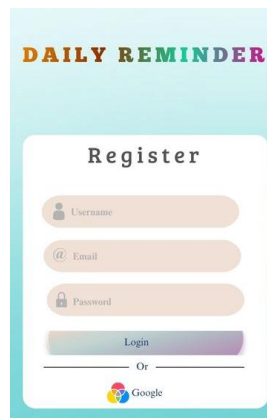 DAILY REMINDER
Register
Username
@ Email
Password
Login
Or
Google